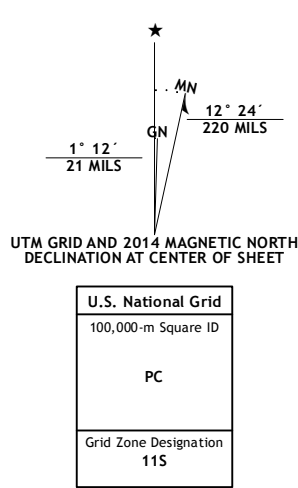 MN
GN
12° 24´
220 MILS
1° 12´
21 MILS
UTM GRID AND 2014 MAGNETIC NORTH
DECLINATION AT CENTER OF SHEET
U.S. National Grid
100,000-m Square ID
PC
Grid Zone Designation
11S